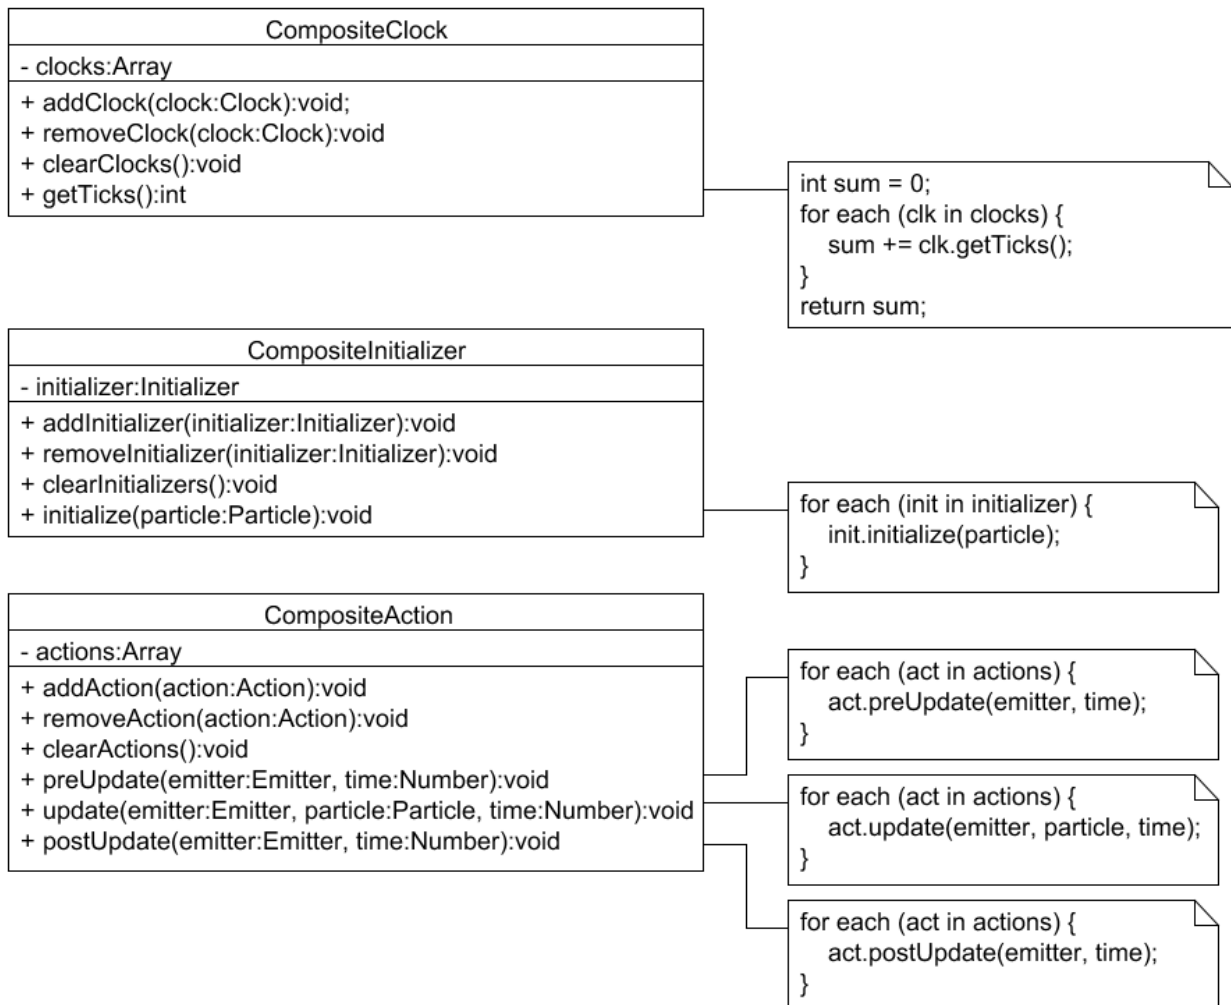 CompositeClock
- clocks:Array
+ addClock(clock:Clock):void;
+ removeClock(clock:Clock):void
+ clearClocks():void
+ getTicks():int
int sum = 0;
for each (clk in clocks) {
sum += clk.getTicks();
}
return sum;
CompositeInitializer
- initializer:Initializer
+ addInitializer(initializer:Initializer):void
+ removeInitializer(initializer:Initializer):void
+ clearInitializers():void
+ initialize(particle:Particle):void
for each (init in initializer) {
init.initialize(particle);
}
CompositeAction
- actions:Array
+ addAction(action:Action):void
+ removeAction(action:Action):void
+ clearActions():void
+ preUpdate(emitter:Emitter, time:Number):void
+ update(emitter:Emitter, particle:Particle, time:Number):void
+ postUpdate(emitter:Emitter, time:Number):void
for each (act in actions) {
act.preUpdate(emitter, time);
}
for each (act in actions) {
act.update(emitter, particle, time);
}
for each (act in actions) {
act.postUpdate(emitter, time);
}